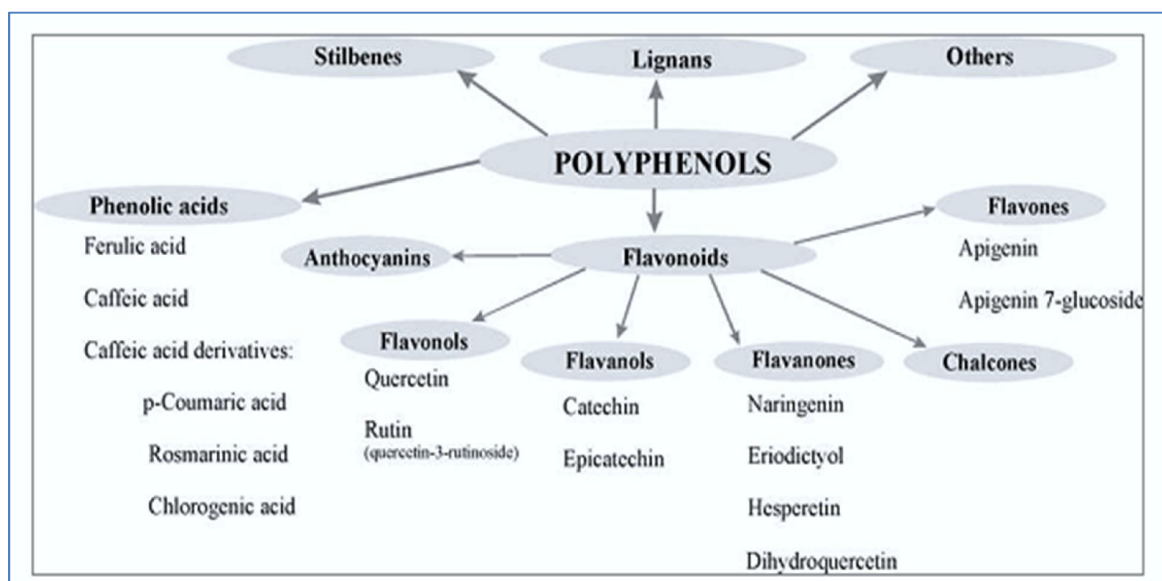 Stilbenes
Lignans
Others
POLYPHENOLS
Phenolic acids
Ferulic acid
Caffeic acid
Caffeic acid derivatives:
p-Coumaric acid
Rosmarinic acid
Chlorogenic acid
Anthocyanins
Flavonoids
Flavones
Apigenin
Apigenin 7-glucoside
Flavonols
Quercetin
Rutin
(quercetin-3-rutinoside)
Flavanols
Catechin
Epicatechin
Flavanones
Naringenin
Eriodictyol
Hesperetin
Dihydroquercetin
Chalcones